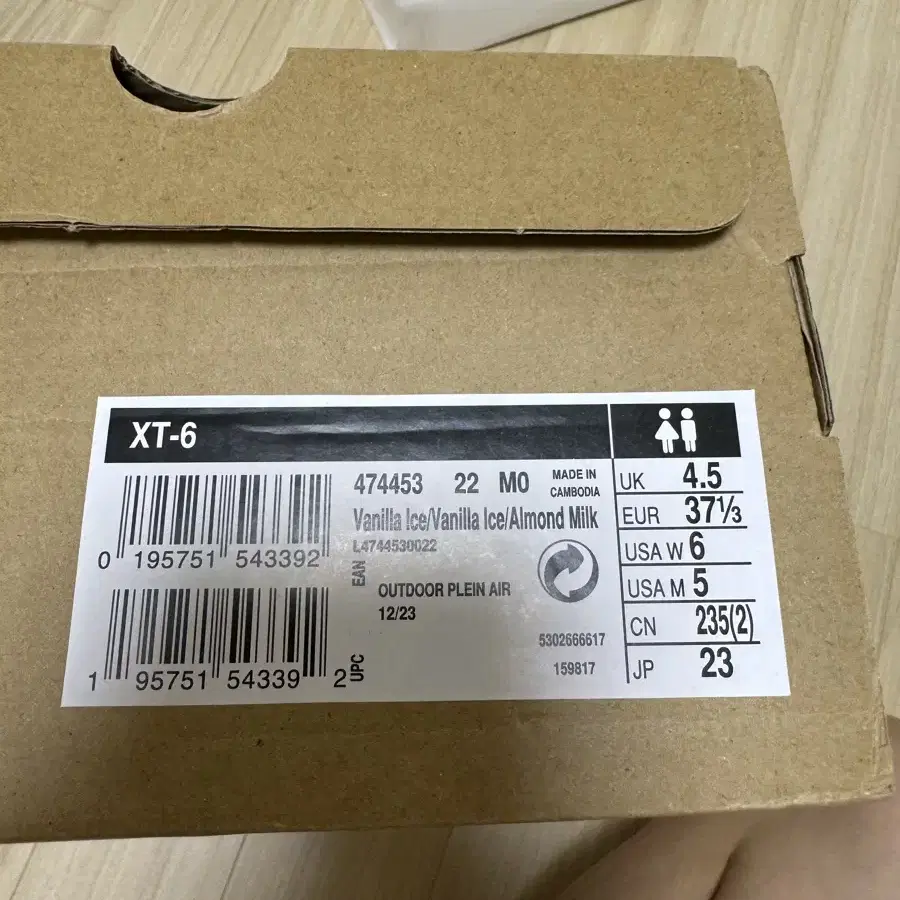 XT-6
474453 22 M0 MADE IN CAMBODIA
Vanilla Ice/Vanilla Ice/Almond Milk
L4744530022
0 195751 543392
EAN
OUTDOOR PLEIN AIR
12/23
1 95751 54339 2
UPC
5302666617
159817
UK 4.5
EUR 37⅓
USA W 6
USA M 5
CN 235(2)
JP 23